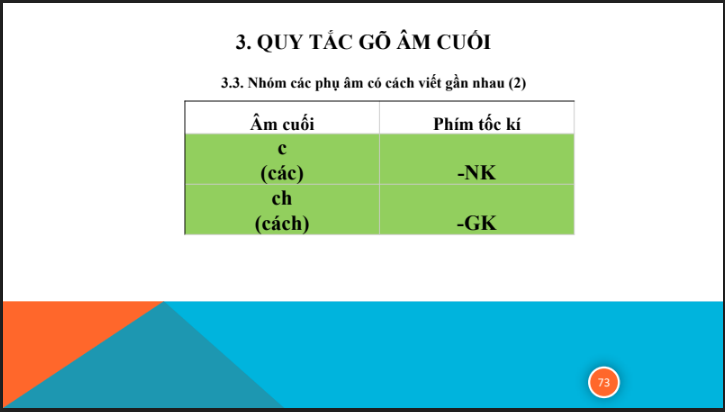 3. QUY TẮC GÕ ÂM CUỐI
3.3. Nhóm các phụ âm có cách viết gần nhau (2)
Âm cuối Phím tốc kí
c
(các) -NK
ch
(cách) -GK
73